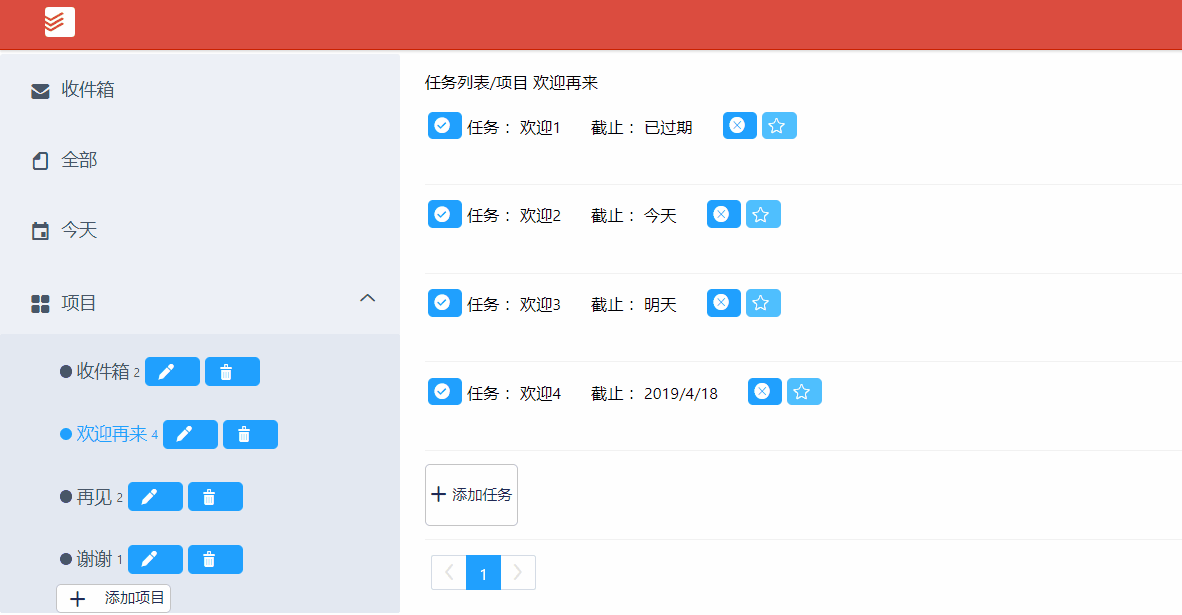 收件箱
全部
今天
项目
收件箱 2
欢迎再来 4
再见 2
谢谢 1
添加项目
任务列表/项目 欢迎再来
任务： 欢迎1 截止： 已过期
任务： 欢迎2 截止： 今天
任务： 欢迎3 截止： 明天
任务： 欢迎4 截止： 2019/4/18
添加任务
1